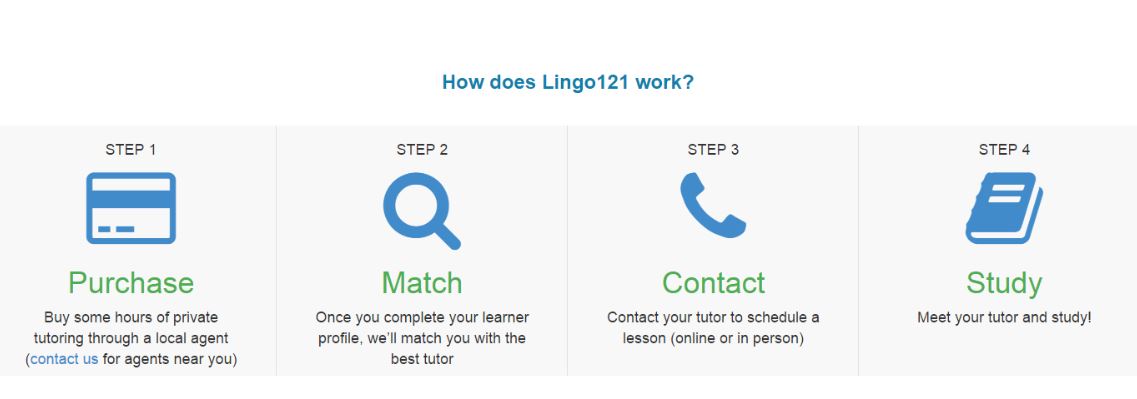 How does Lingo121 work?
STEP 1
Purchase
Buy some hours of private
tutoring through a local agent
(contact us for agents near you)
STEP 2
Match
Once you complete your learner
profile, we'll match you with the
best tutor
STEP 3
Contact
Contact your tutor to schedule a
lesson (online or in person)
STEP 4
Study
Meet your tutor and study!